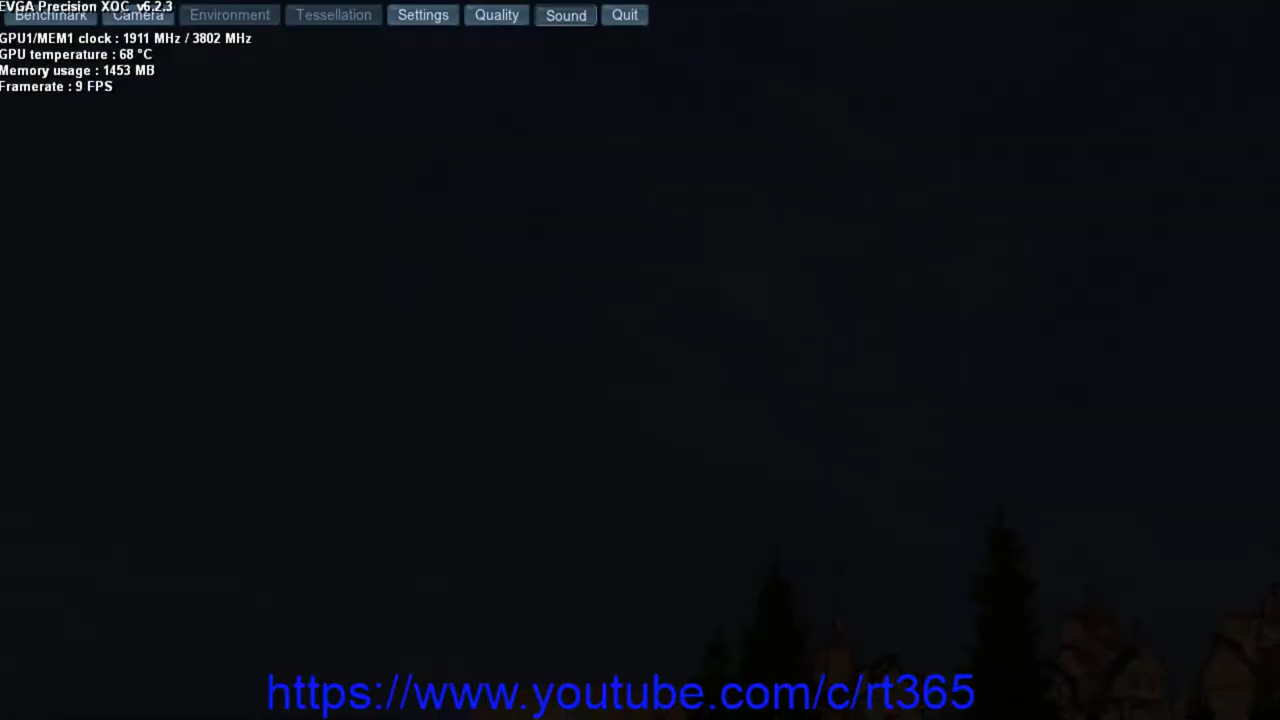 EVGA Precision XOC v6.2.3
Benchmark Camera Environment Tessellation Settings Quality Sound Quit
GPU1/MEM1 clock : 1911 MHz / 3802 MHz
GPU temperature : 68 °C
Memory usage : 1453 MB
Framerate : 9 FPS
https://www.youtube.com/c/rt365